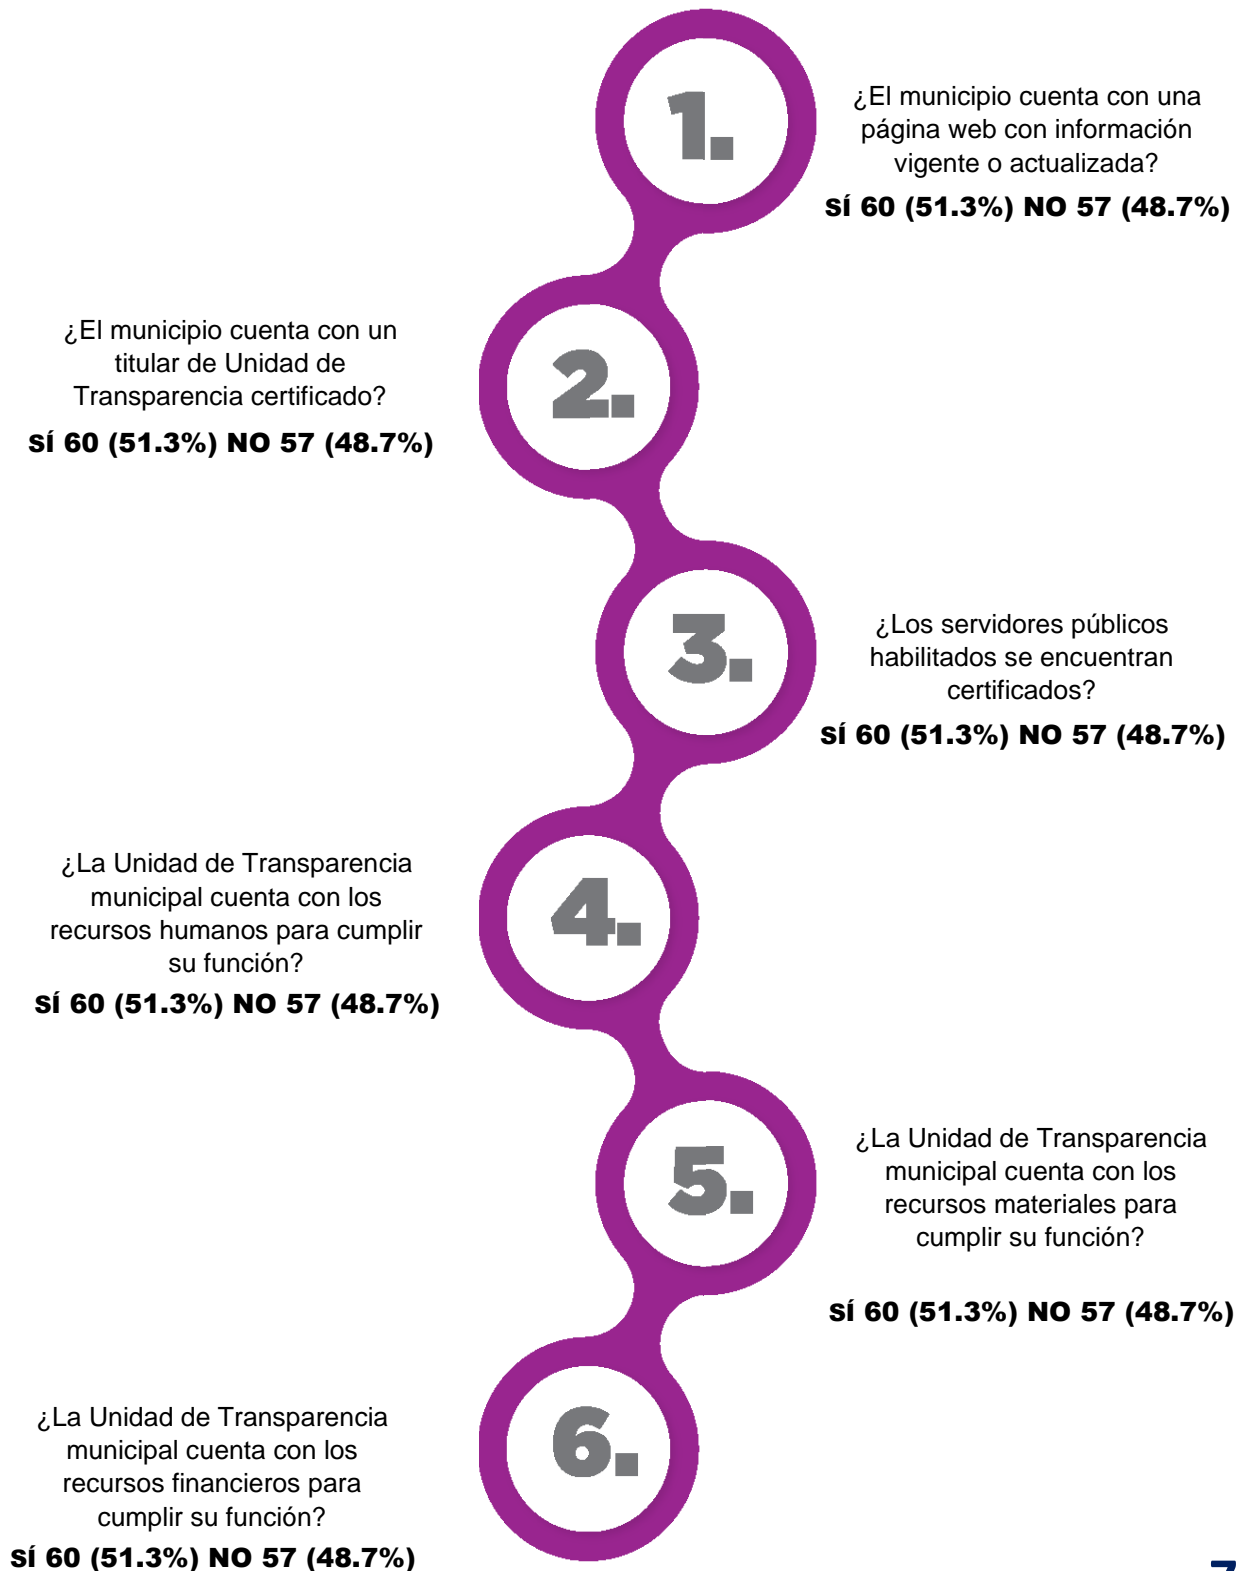 1.
¿El municipio cuenta con una
página web con información
vigente o actualizada?
SÍ 60 (51.3%) NO 57 (48.7%)
¿El municipio cuenta con un
titular de Unidad de
Transparencia certificado?
SÍ 60 (51.3%) NO 57 (48.7%)
2.
3.
¿Los servidores públicos
habilitados se encuentran
certificados?
SÍ 60 (51.3%) NO 57 (48.7%)
¿La Unidad de Transparencia
municipal cuenta con los
recursos humanos para cumplir
su función?
SÍ 60 (51.3%) NO 57 (48.7%)
4.
5.
¿La Unidad de Transparencia
municipal cuenta con los
recursos materiales para
cumplir su función?
SÍ 60 (51.3%) NO 57 (48.7%)
¿La Unidad de Transparencia
municipal cuenta con los
recursos financieros para
cumplir su función?
SÍ 60 (51.3%) NO 57 (48.7%)
6.